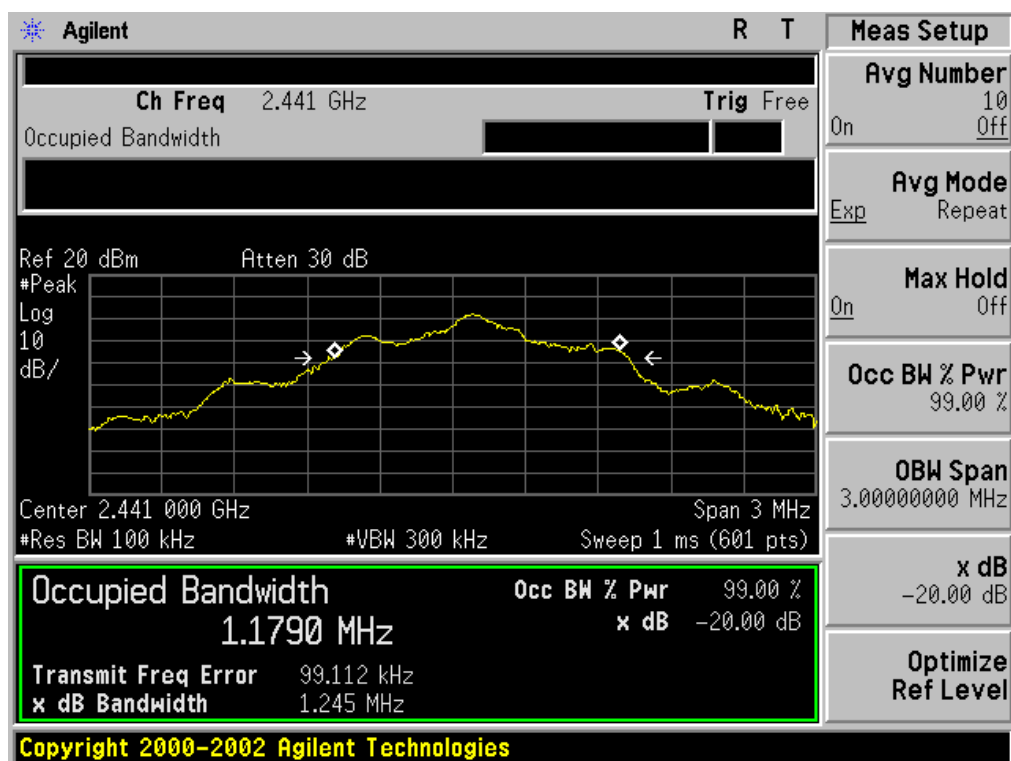 Agilent R T
Ch Freq 2.441 GHz Trig Free
Occupied Bandwidth
Ref 20 dBm Atten 30 dB
#Peak
Log
10
dB/
Center 2.441 000 GHz Span 3 MHz
#Res BW 100 kHz #VBW 300 kHz Sweep 1 ms (601 pts)
Occupied Bandwidth
1.1790 MHz
Occ BW % Pwr 99.00 %
x dB -20.00 dB
Transmit Freq Error 99.112 kHz
x dB Bandwidth 1.245 MHz
Copyright 2000-2002 Agilent Technologies
Meas Setup
Avg Number
10
On Off
Avg Mode
Exp Repeat
Max Hold
On Off
Occ BW % Pwr
99.00 %
OBW Span
3.00000000 MHz
x dB
-20.00 dB
Optimize
Ref Level